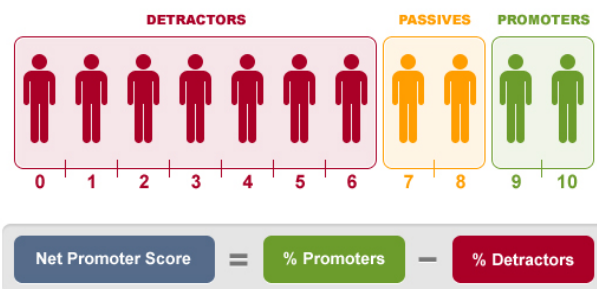 DETRACTORS PASSIVES PROMOTERS
0 1 2 3 4 5 6 7 8 9 10
Net Promoter Score = % Promoters − % Detractors